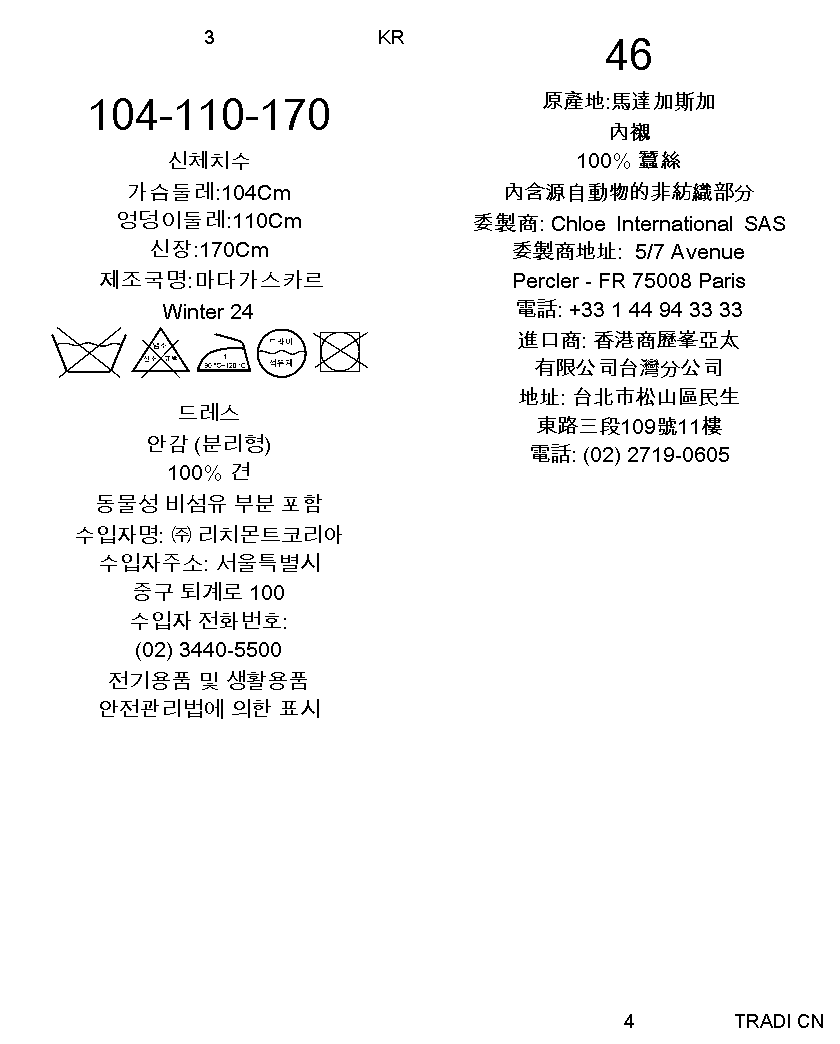 3
KR
104-110-170
신체치수
가슴둘레:104Cm
엉덩이둘레:110Cm
신장:170Cm
제조국명:마다가스카르
Winter 24
드라이
석유계
1
90 °C~120 °C
드레스
안감 (분리형)
100% 견
동물성 비섬유 부분 포함
수입자명: ㈜ 리치몬트코리아
수입자주소: 서울특별시
중구 퇴계로 100
수입자 전화번호:
(02) 3440-5500
전기용품 및 생활용품
안전관리법에 의한 표시
46
原產地:馬達加斯加
內襯
100% 蠶絲
內含源自動物的非紡織部分
委製商: Chloe International SAS
委製商地址: 5/7 Avenue
Percler - FR 75008 Paris
電話: +33 1 44 94 33 33
進口商: 香港商歷峯亞太
有限公司台灣分公司
地址: 台北市松山區民生
東路三段109號11樓
電話: (02) 2719-0605
4
TRADI CN